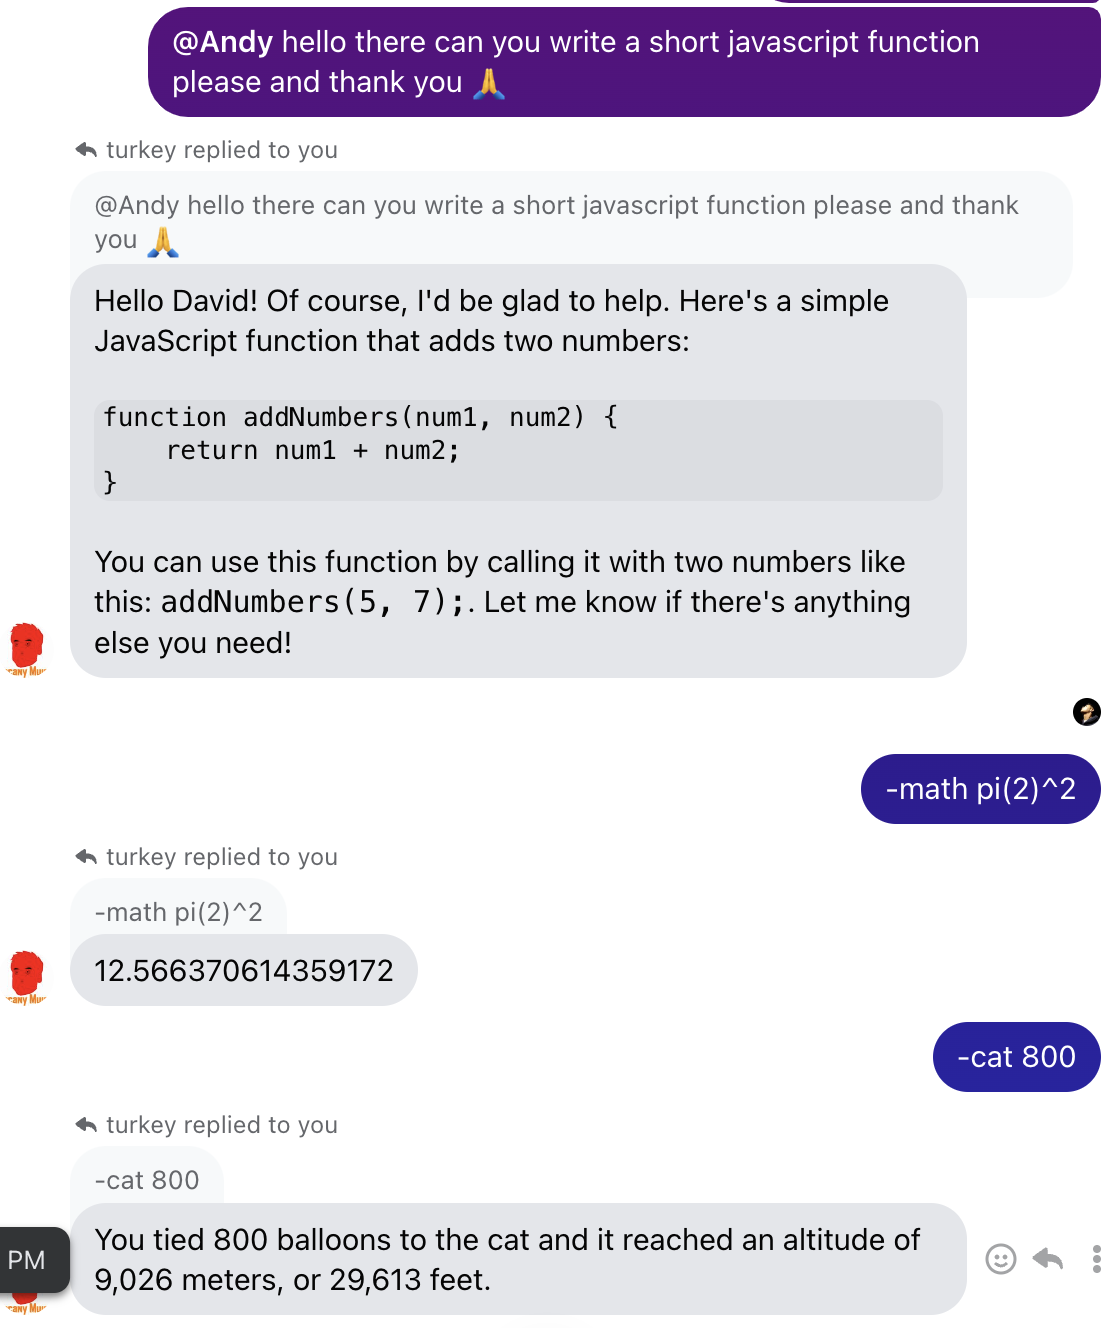 @Andy hello there can you write a short javascript function
please and thank you 🙏
turkey replied to you
@Andy hello there can you write a short javascript function please and thank
you 🙏
Hello David! Of course, I'd be glad to help. Here's a simple
JavaScript function that adds two numbers:
function addNumbers(num1, num2) {
    return num1 + num2;
}
You can use this function by calling it with two numbers like
this: addNumbers(5, 7);. Let me know if there's anything
else you need!
-math pi(2)^2
turkey replied to you
-math pi(2)^2
12.566370614359172
-cat 800
turkey replied to you
-cat 800
You tied 800 balloons to the cat and it reached an altitude of
9,026 meters, or 29,613 feet.
PM